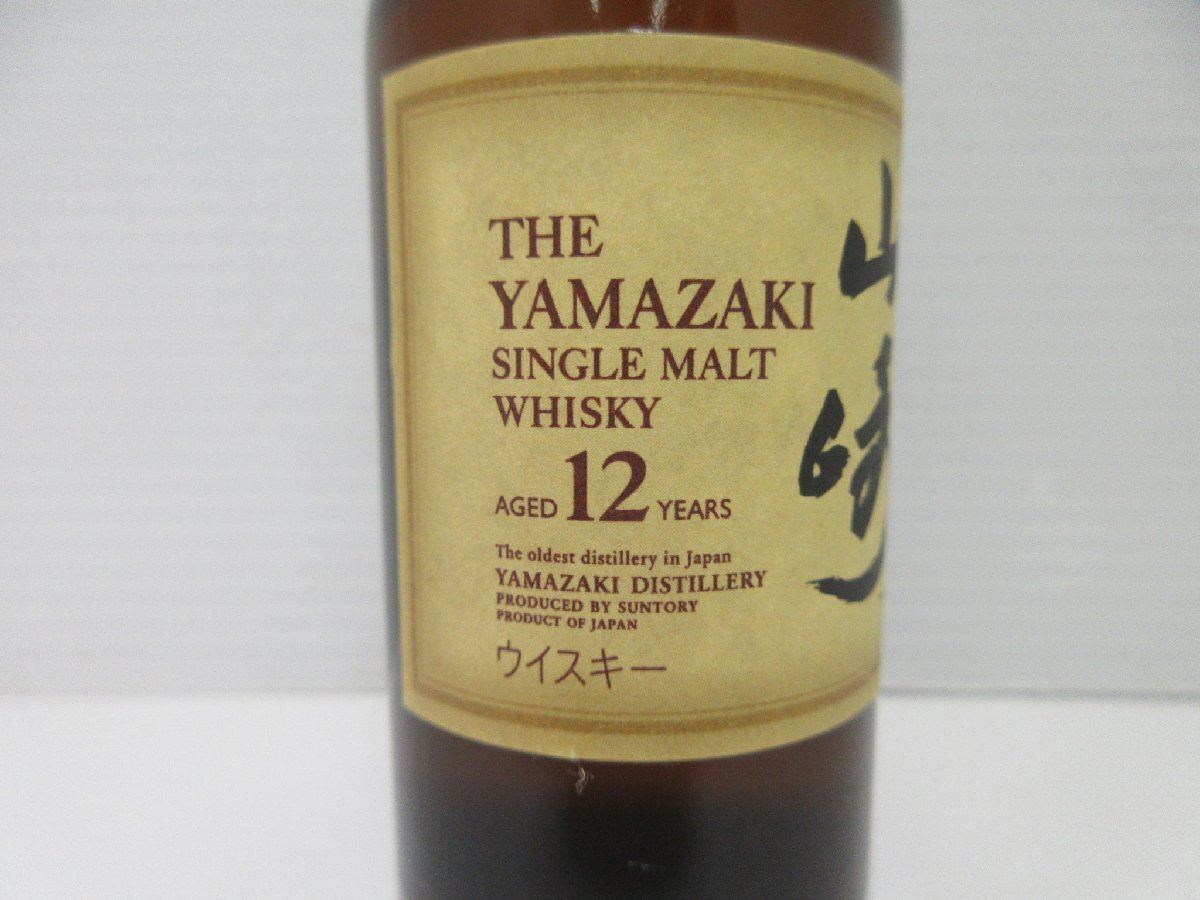 THE
YAMAZAKI
SINGLE MALT
WHISKY
AGED 12 YEARS
The oldest distillery in Japan
YAMAZAKI DISTILLERY
PRODUCED BY SUNTORY
PRODUCT OF JAPAN
ウイスキー
山崎